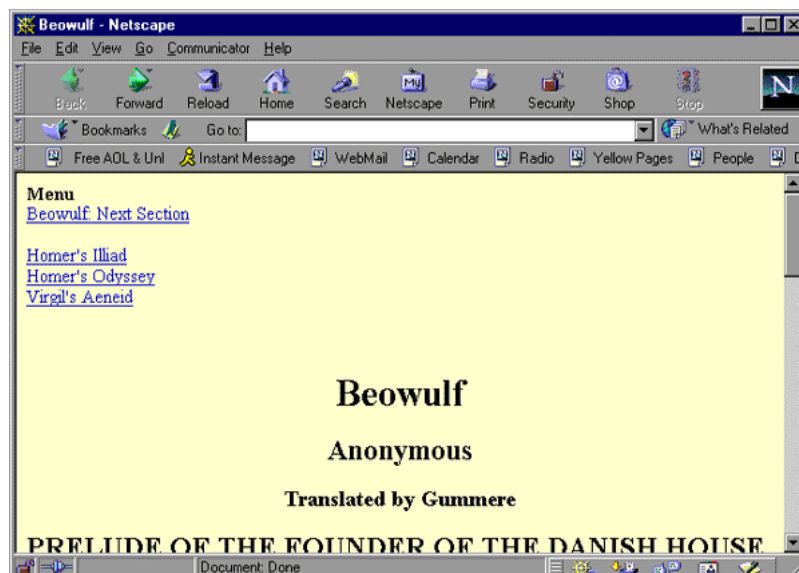 Beowulf - Netscape
File Edit View Go Communicator Help
Back Forward Reload Home Search Netscape Print Security Shop Stop
N
Bookmarks Go to: What's Related
Free AOL & Unl Instant Message WebMail Calendar Radio Yellow Pages People
Menu
Beowulf: Next Section
Homer's Illiad
Homer's Odyssey
Virgil's Aeneid
Beowulf
Anonymous
Translated by Gummere
PRELUDE OF THE FOUNDER OF THE DANISH HOUSE
Document: Done